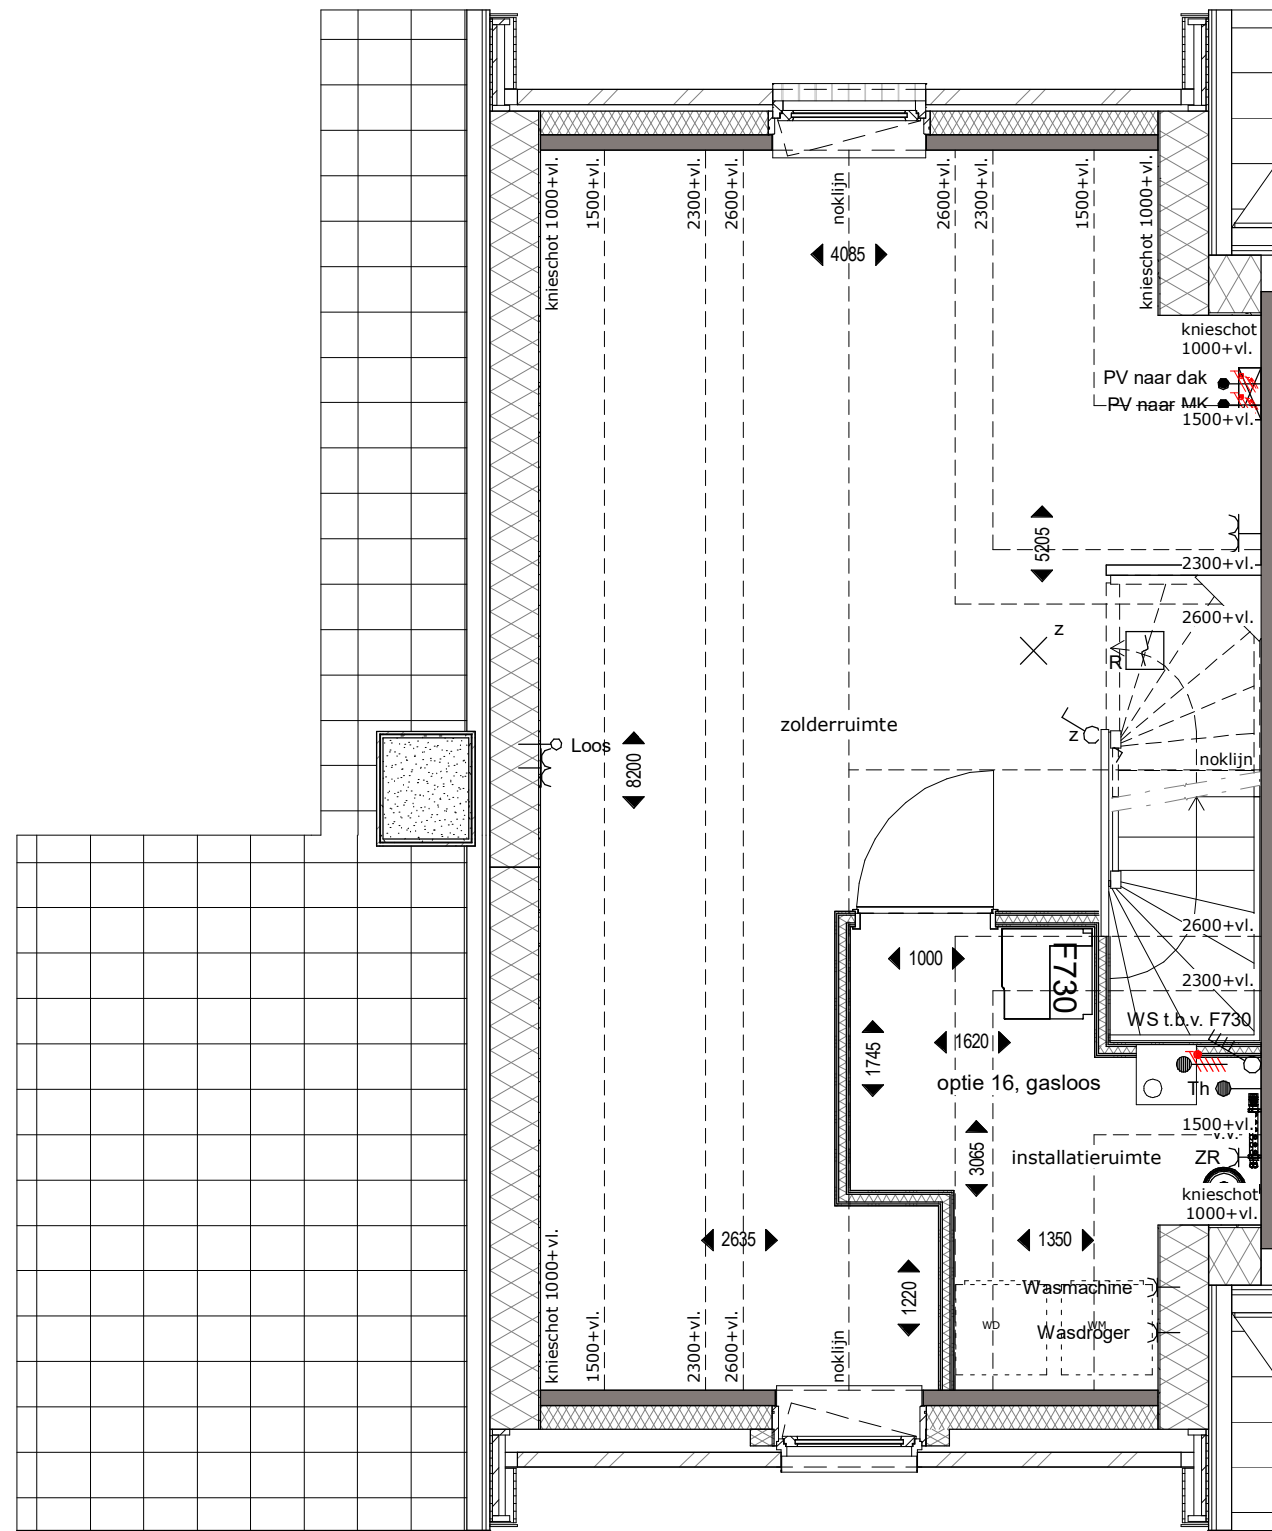 knieschot 1000+vl.
1500+vl.
2300+vl.
2600+vl.
noklijn
2600+vl.
2300+vl.
1500+vl.
knieschot 1000+vl.
4085
knieschot
1000+vl.
PV naar dak
PV naar MK
1500+vl.
5205
2300+vl.
2600+vl.
z
R
zolderruimte
z
Loos
8200
noklijn
2600+vl.
1000
F730
2300+vl.
WS t.b.v. F730
1745
1620
optie 16, gasloos
Th
1500+vl.
v.v.
3065
installatieruimte
ZR
knieschot
1000+vl.
2635
1350
1220
Wasmachine
WD
WM
Wasdroger
knieschot 1000+vl.
1500+vl.
2300+vl.
2600+vl.
noklijn